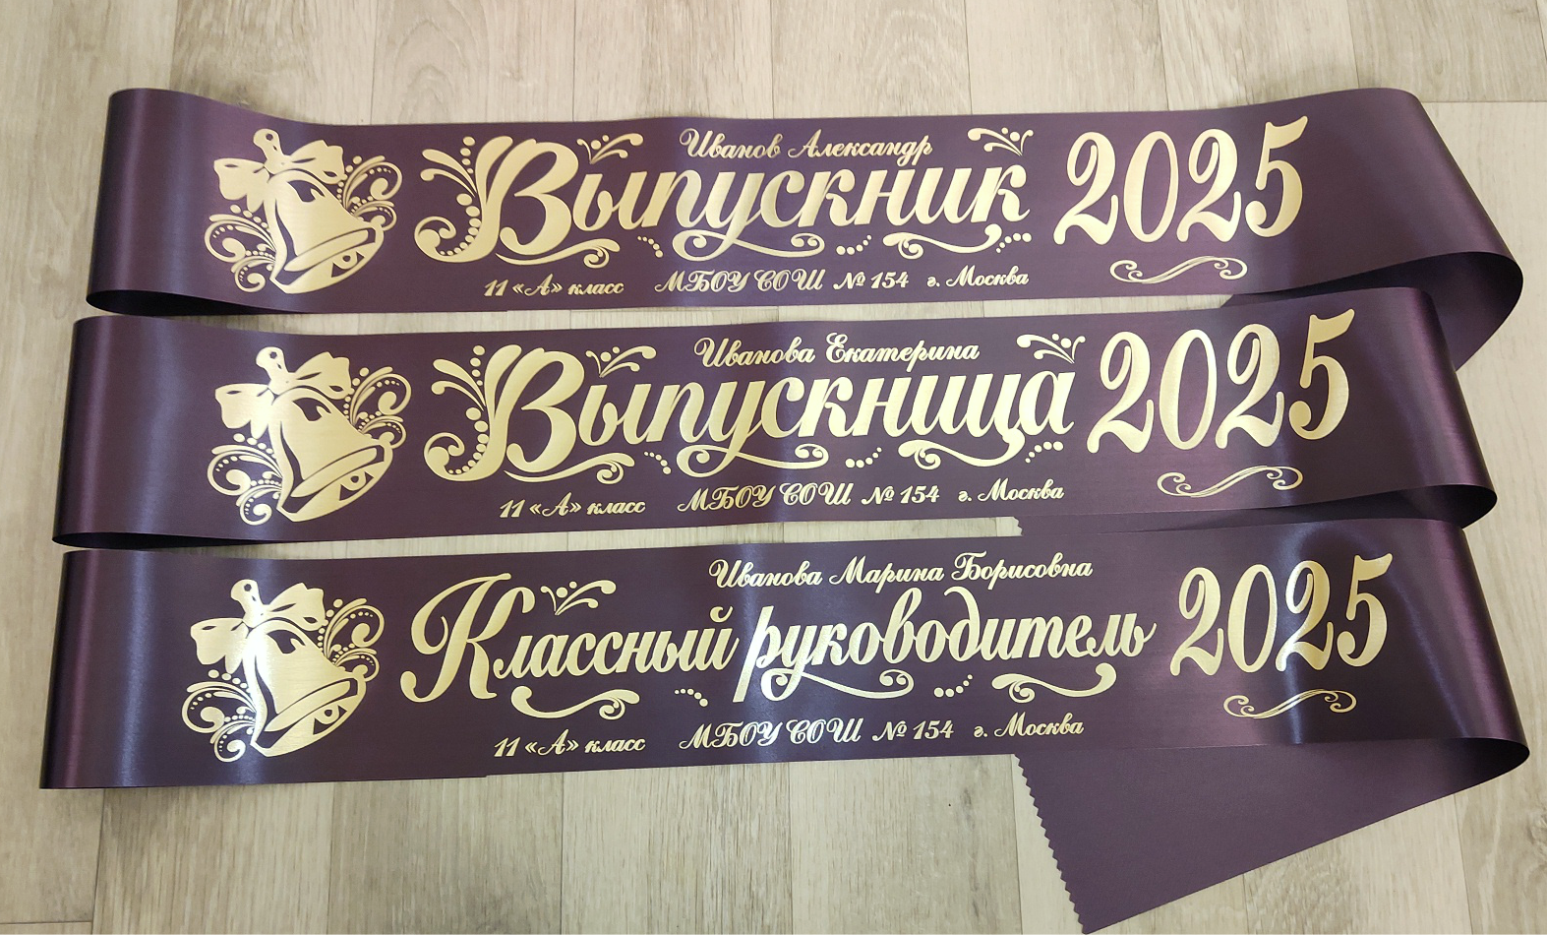 Иванов Александр
Выпускник 2025
11 «А» класс МБОУ СОШ № 154 г. Москва
Иванова Екатерина
Выпускница 2025
11 «А» класс МБОУ СОШ № 154 г. Москва
Иванова Марина Борисовна
Классный руководитель 2025
11 «А» класс МБОУ СОШ № 154 г. Москва